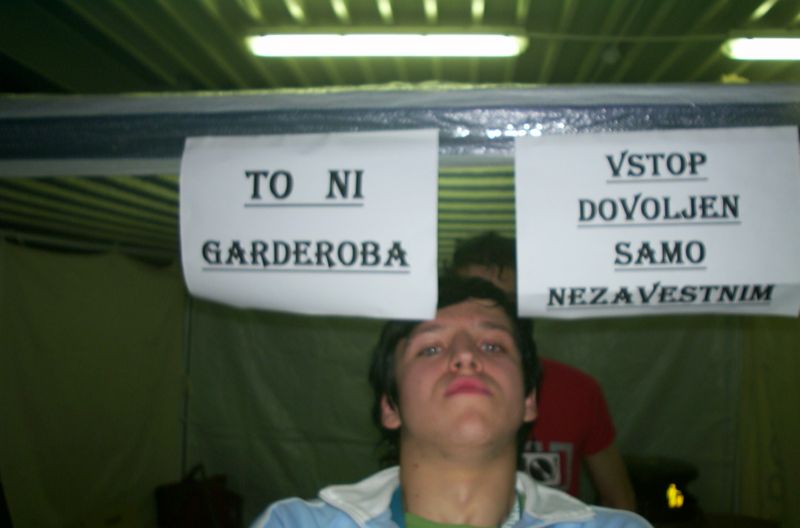 TO NI
GARDEROBA
VSTOP
DOVOLJEN
SAMO
NEZAVESTNIM